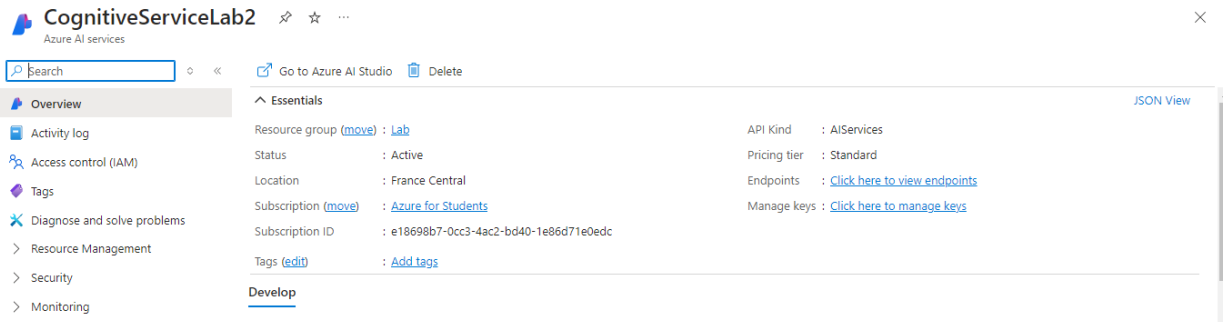 CognitiveServiceLab2
Azure AI services
Search
Overview
Activity log
Access control (IAM)
Tags
Diagnose and solve problems
Resource Management
Security
Monitoring
Go to Azure AI Studio Delete
Essentials JSON View
Resource group (move) : Lab
Status : Active
Location : France Central
Subscription (move) : Azure for Students
Subscription ID : e18698b7-0cc3-4ac2-bd40-1e86d71e0edc
Tags (edit) : Add tags
API Kind : AIServices
Pricing tier : Standard
Endpoints : Click here to view endpoints
Manage keys : Click here to manage keys
Develop